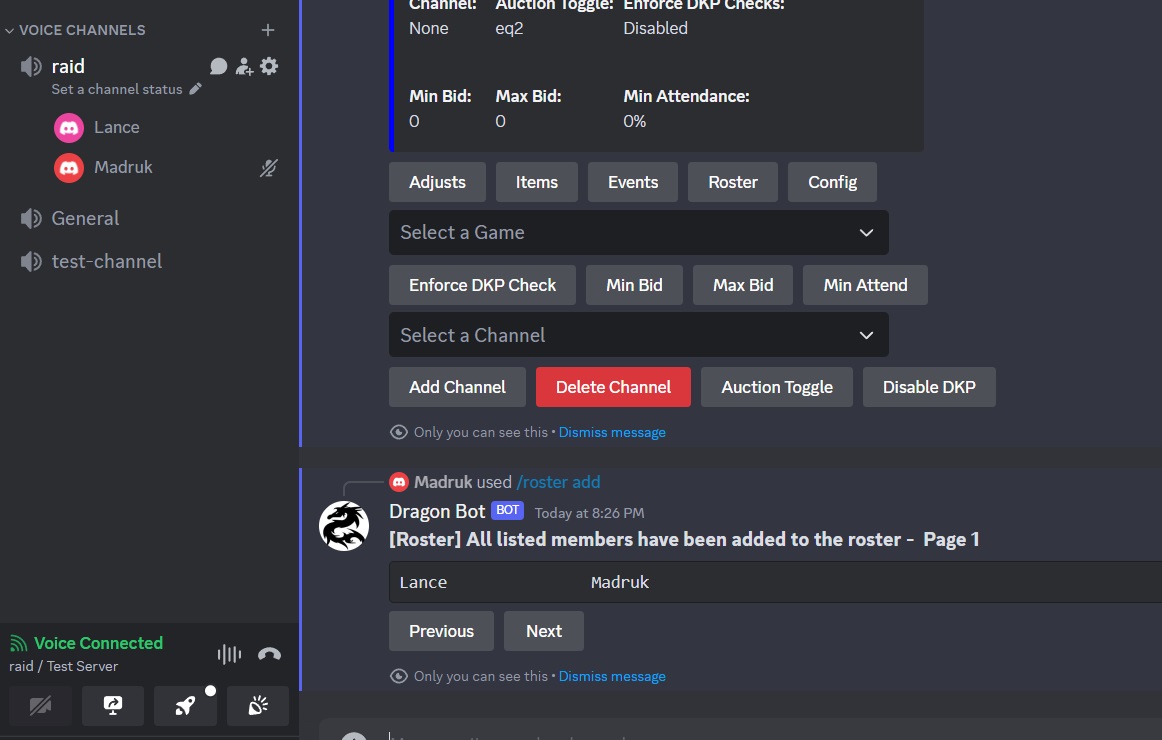 VOICE CHANNELS
raid
Set a channel status
Lance
Madruk
General
test-channel
Voice Connected
raid / Test Server
Channel: Auction Toggle: Enforce DKP Checks:
None eq2 Disabled
Min Bid: Max Bid: Min Attendance:
0 0 0%
Adjusts Items Events Roster Config
Select a Game
Enforce DKP Check Min Bid Max Bid Min Attend
Select a Channel
Add Channel Delete Channel Auction Toggle Disable DKP
Only you can see this • Dismiss message
Madruk used /roster add
Dragon Bot BOT Today at 8:26 PM
[Roster] All listed members have been added to the roster - Page 1
Lance Madruk
Previous Next
Only you can see this • Dismiss message